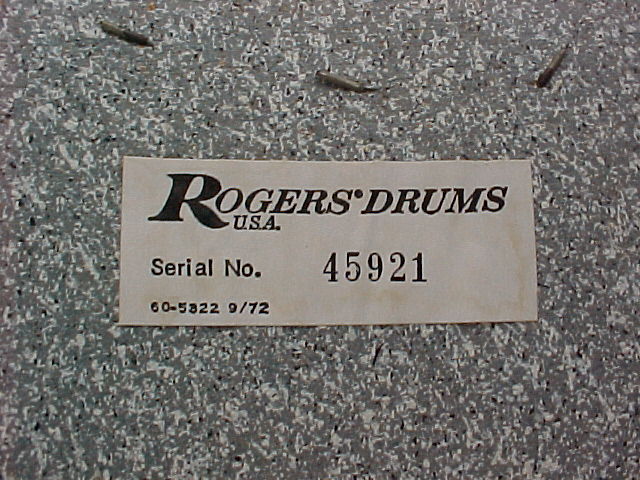 ROGERS® DRUMS
U.S.A.
Serial No. 45921
60-5322 9/72